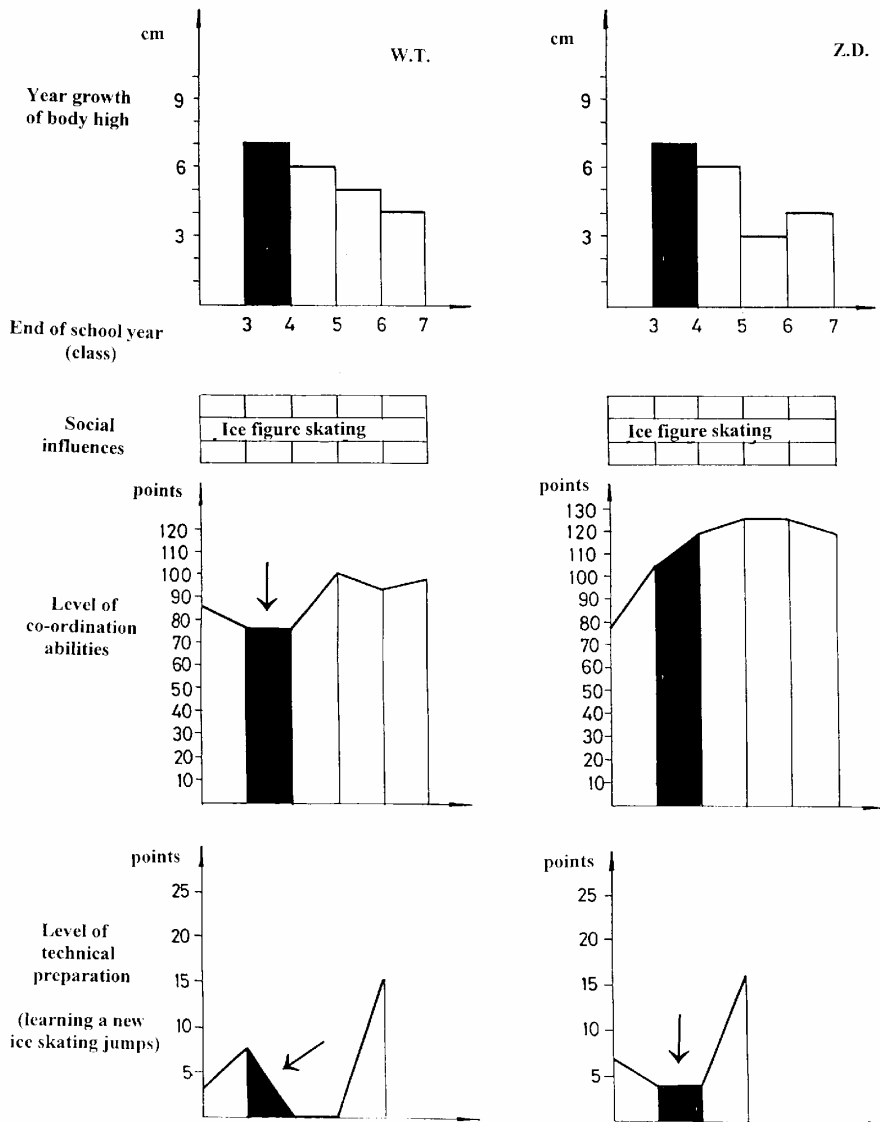 cm
W.T.
cm
Z.D.
Year growth
of body high
9
6
3
9
6
3
End of school year
(class)
3 4 5 6 7
3 4 5 6 7
Social
influences
Ice figure skating
Ice figure skating
points
points
Level of
co-ordination
abilities
120
110
100
90
80
70
60
50
40
30
20
10
130
120
110
100
90
80
70
60
50
40
30
20
10
points
points
Level of
technical
preparation
(learning a new
ice skating jumps)
25
20
15
10
5
25
20
15
10
5